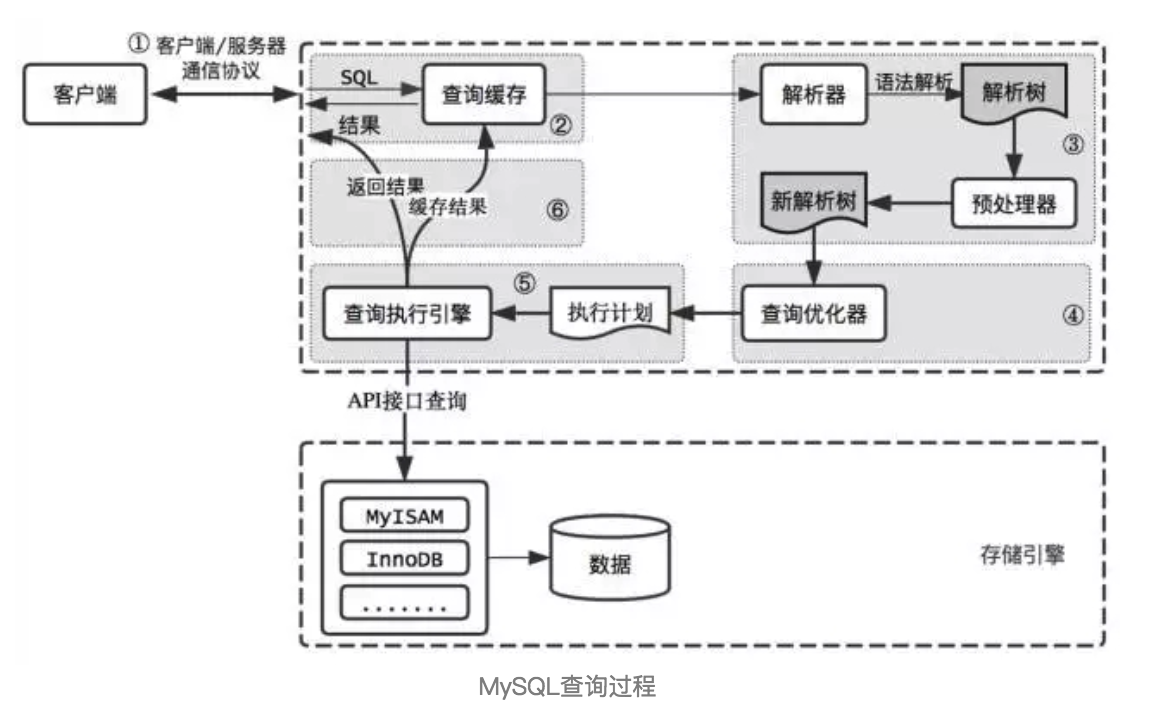 ① 客户端/服务器
通信协议
客户端
SQL
查询缓存
结果
②
解析器
语法解析
解析树
③
新解析树
预处理器
返回结果
缓存结果
⑥
查询执行引擎
⑤
执行计划
查询优化器
④
API接口查询
MyISAM
InnoDB
.......
数据
存储引擎
MySQL查询过程